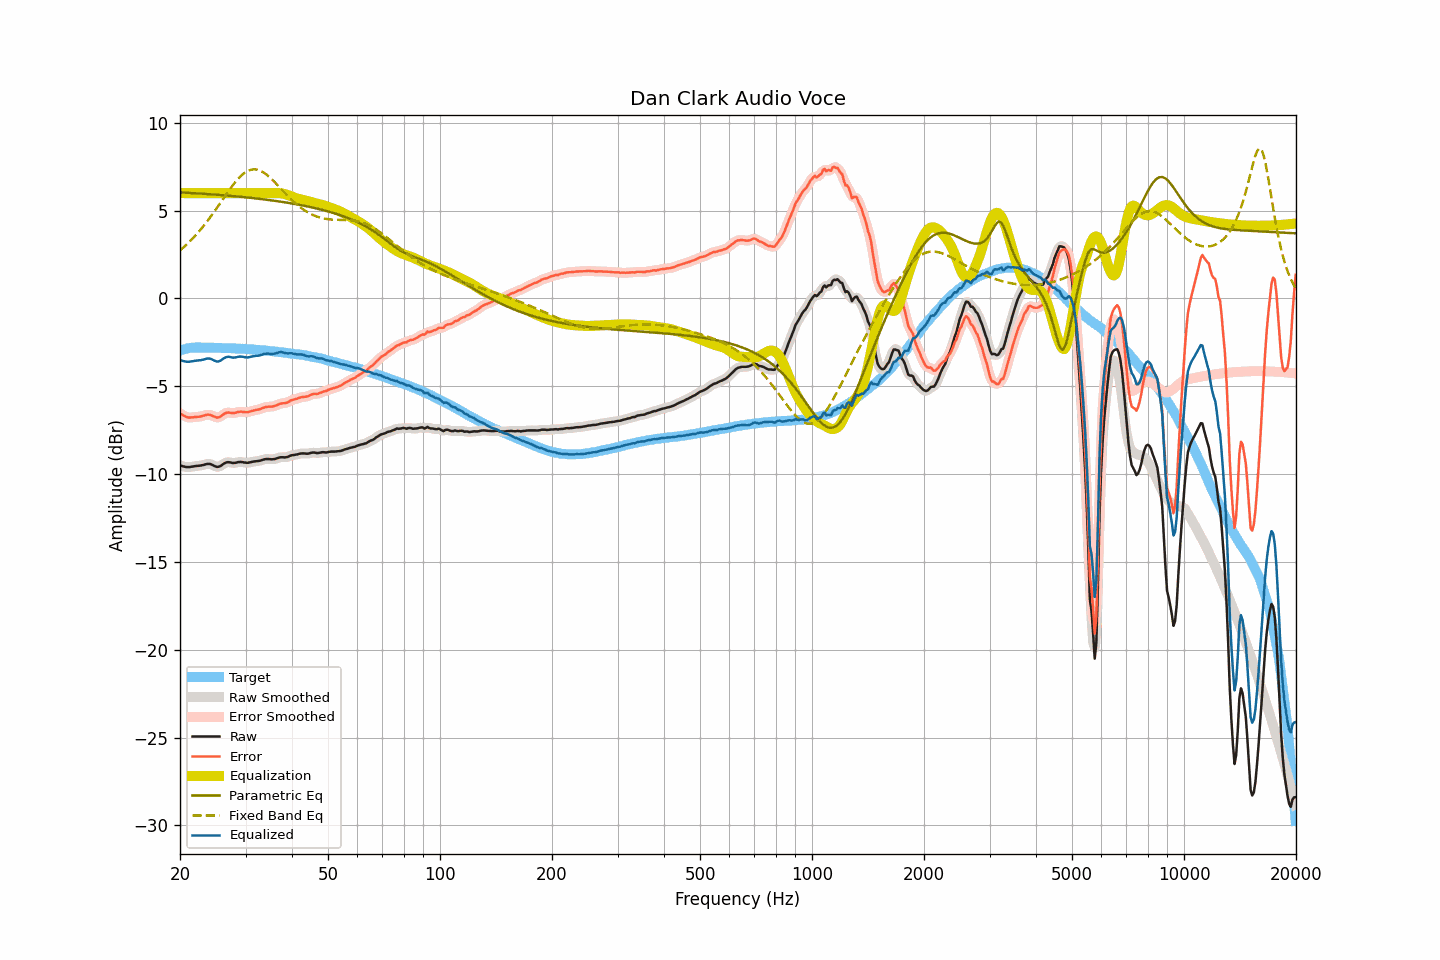 Dan Clark Audio Voce
10
5
0
−5
−10
−15
−20
−25
−30
Amplitude (dBr)
Target
Raw Smoothed
Error Smoothed
Raw
Error
Equalization
Parametric Eq
Fixed Band Eq
Equalized
20 50 100 200 500 1000 2000 5000 10000 20000
Frequency (Hz)